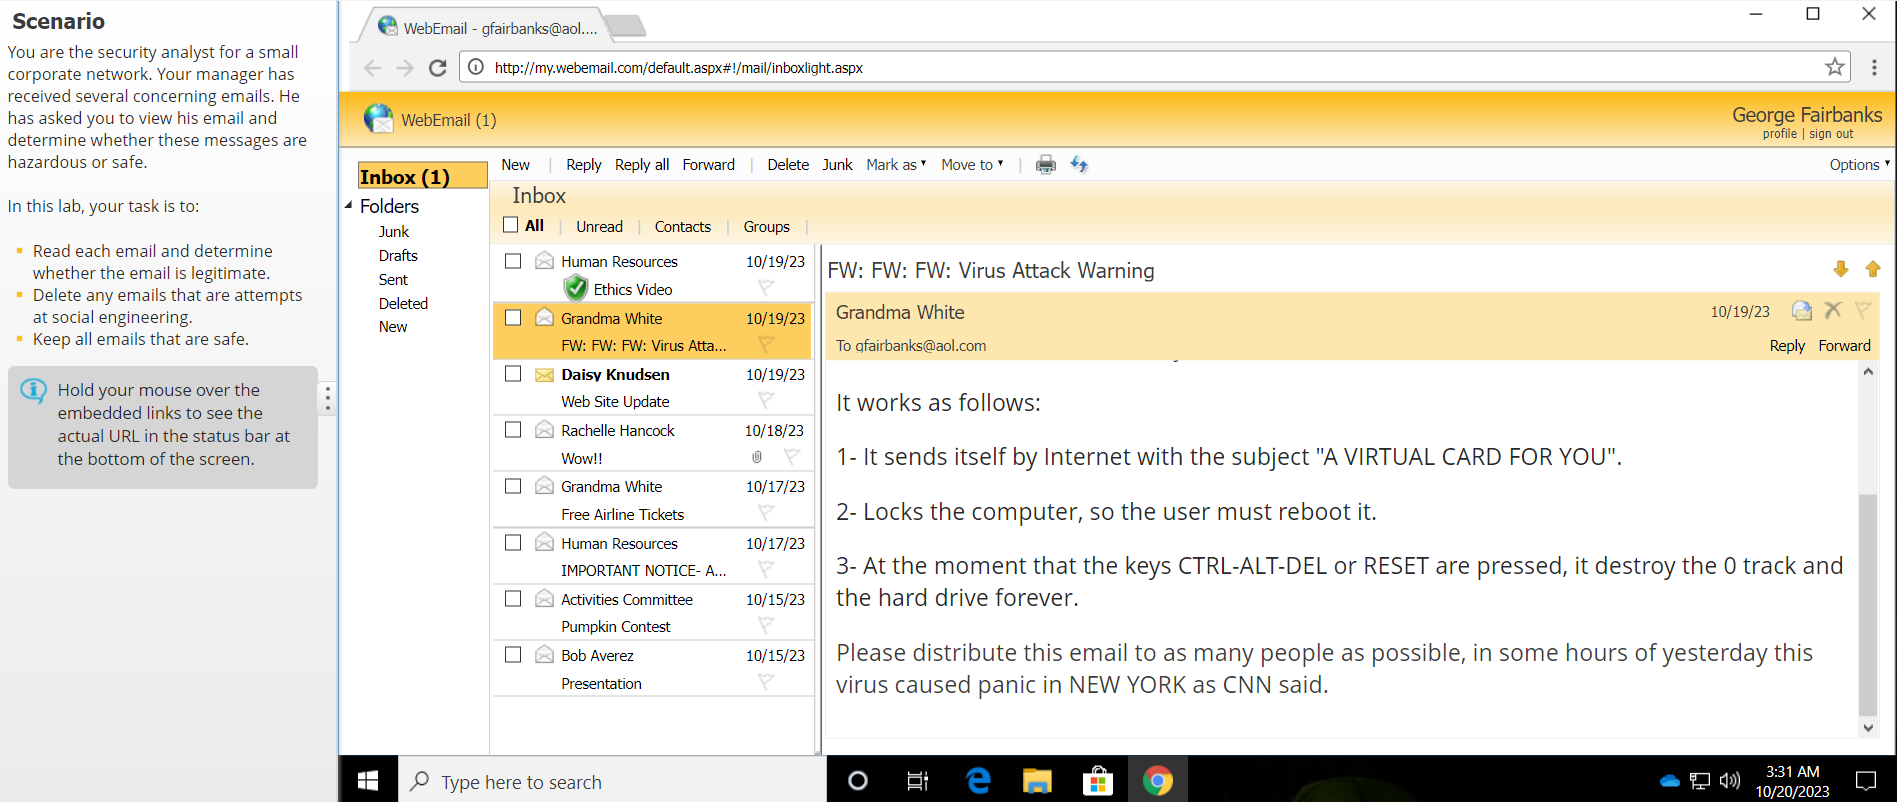 Scenario
You are the security analyst for a small
corporate network. Your manager has
received several concerning emails. He
has asked you to view his email and
determine whether these messages are
hazardous or safe.
In this lab, your task is to:
Read each email and determine
whether the email is legitimate.
Delete any emails that are attempts
at social engineering.
Keep all emails that are safe.
Hold your mouse over the
embedded links to see the
actual URL in the status bar at
the bottom of the screen.
WebEmail - gfairbanks@aol....
http://my.webemail.com/default.aspx#!/mail/inboxlight.aspx
WebEmail (1)
George Fairbanks
profile | sign out
Inbox (1)
Folders
Junk
Drafts
Sent
Deleted
New
New | Reply Reply all Forward | Delete Junk Mark as Move to | Options
Inbox
All | Unread | Contacts | Groups |
Human Resources 10/19/23
Ethics Video
Grandma White 10/19/23
FW: FW: FW: Virus Atta...
Daisy Knudsen 10/19/23
Web Site Update
Rachelle Hancock 10/18/23
Wow!!
Grandma White 10/17/23
Free Airline Tickets
Human Resources 10/17/23
IMPORTANT NOTICE- A...
Activities Committee 10/15/23
Pumpkin Contest
Bob Averez 10/15/23
Presentation
FW: FW: FW: Virus Attack Warning
Grandma White 10/19/23
To gfairbanks@aol.com Reply Forward
It works as follows:
1- It sends itself by Internet with the subject "A VIRTUAL CARD FOR YOU".
2- Locks the computer, so the user must reboot it.
3- At the moment that the keys CTRL-ALT-DEL or RESET are pressed, it destroy the 0 track and
the hard drive forever.
Please distribute this email to as many people as possible, in some hours of yesterday this
virus caused panic in NEW YORK as CNN said.
Type here to search
3:31 AM
10/20/2023